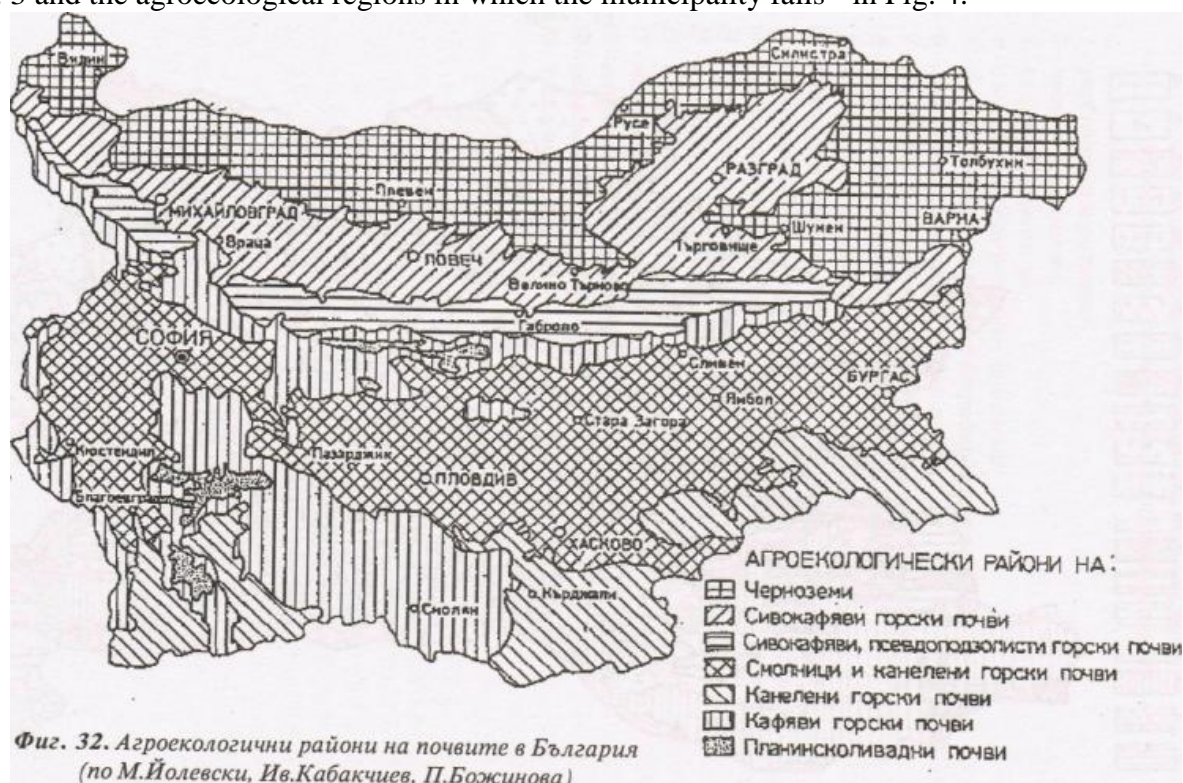 5 and the agroecological regions in which the municipality falls - in Fig. 4.
Видин
Силистра
Русе
Толбухин
РАЗГРАД
Плевен
МИХАЙЛОВГРАД
ВАРНА
Шумен
Враца
ЛОВЕЧ
Търговище
Велико Търново
Габрово
СОФИЯ
Сливен
БУРГАС
Ямбол
Стара Загора
Кюстендил
Пазарджик
ПЛОВДИВ
Благоевград
ХАСКОВО
Смолян
Кърджали
АГРОЕКОЛОГИЧЕСКИ РАЙОНИ НА:
Черноземи
Сивокафяви горски почви
Сивокафяви, псевдоподзолисти горски почви
Смолници и канелени горски почви
Канелени горски почви
Кафяви горски почви
Планинсколивадни почви
Фиг. 32. Агроекологични райони на почвите в България
(по М.Йолевски, Ив.Кабакчиев, П.Божинова)